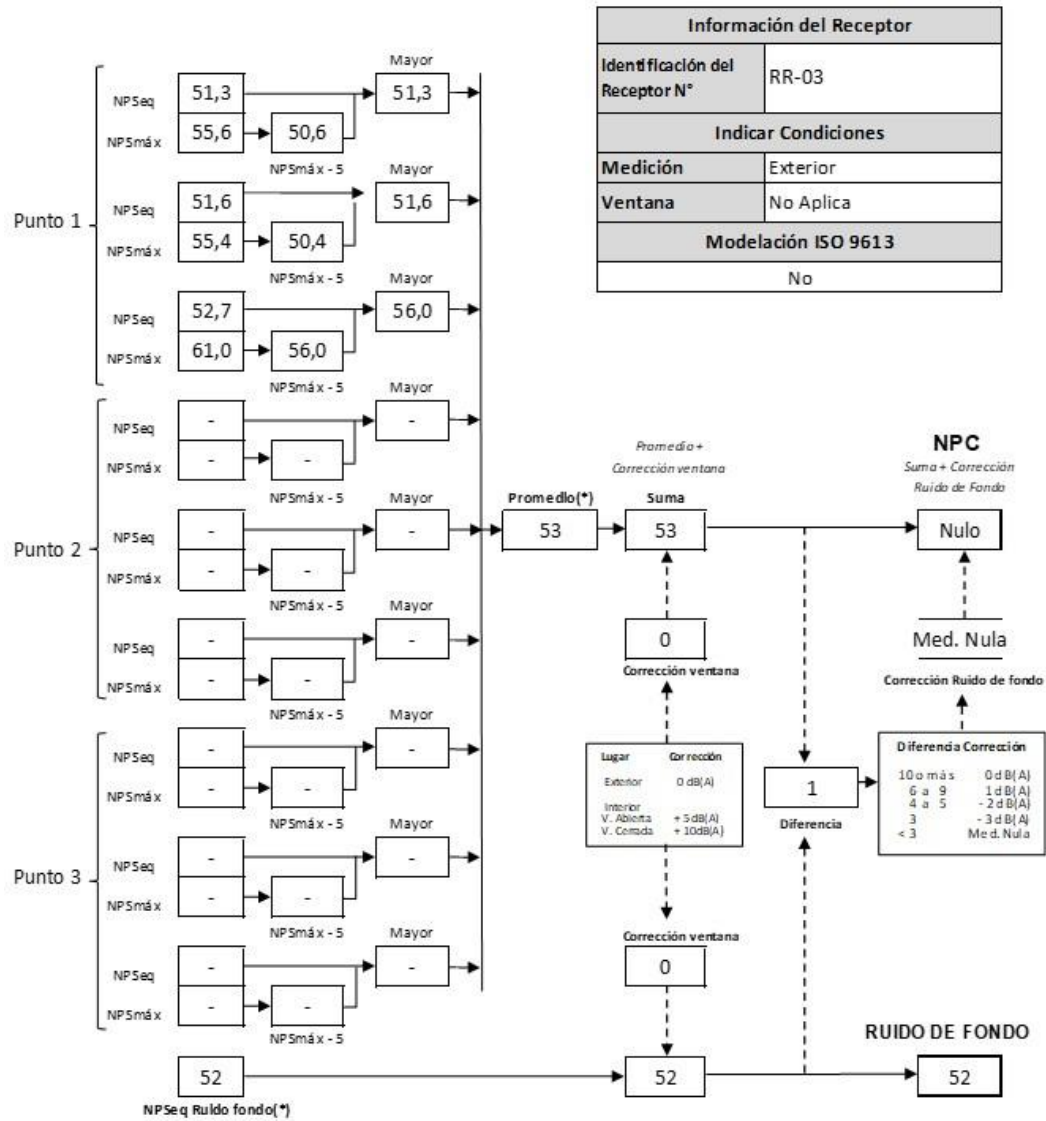 Información del Receptor
Identificación del Receptor N° RR-03
Indicar Condiciones
Medición Exterior
Ventana No Aplica
Modelación ISO 9613
No
Punto 1
Mayor
NPSeq 51,3 51,3
NPSmáx 55,6 50,6
NPSmáx - 5
Mayor
NPSeq 51,6 51,6
NPSmáx 55,4 50,4
NPSmáx - 5
Mayor
NPSeq 52,7 56,0
NPSmáx 61,0 56,0
NPSmáx - 5
Punto 2
Mayor
NPSeq - -
NPSmáx - -
NPSmáx - 5
Mayor
NPSeq - -
NPSmáx - -
NPSmáx - 5
Mayor
NPSeq - -
NPSmáx - -
NPSmáx - 5
Punto 3
Mayor
NPSeq - -
NPSmáx - -
NPSmáx - 5
Mayor
NPSeq - -
NPSmáx - -
NPSmáx - 5
Mayor
NPSeq - -
NPSmáx - -
NPSmáx - 5
Promedio(*)
53
Promedio +
Corrección ventana
Suma
53
0
Corrección ventana
Lugar Corrección
Exterior 0 dB(A)
Interior
V. Abierta + 5dB(A)
V. Cerrada + 10dB(A)
Corrección ventana
0
NPC
Suma + Corrección
Ruido de Fondo
Nulo
Med. Nula
Corrección Ruido de fondo
Diferencia Corrección
10 o más 0 dB(A)
6 a 9 1 dB(A)
4 a 5 - 2 dB(A)
3 - 3 dB(A)
< 3 Med. Nula
1
Diferencia
RUIDO DE FONDO
52 52 52
NPSeq Ruido fondo(*)